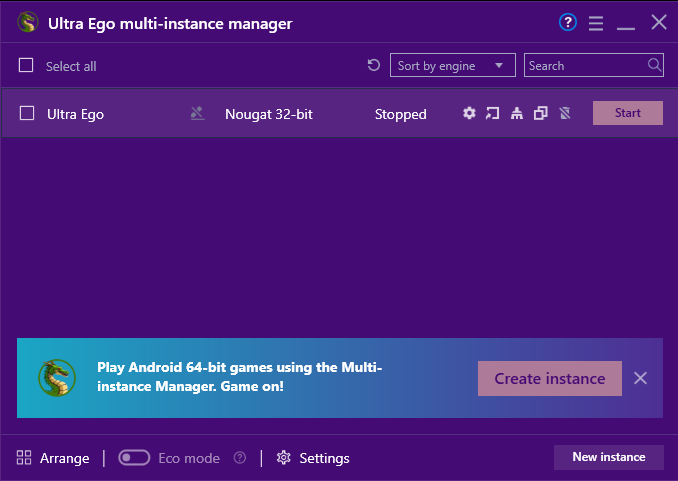 Ultra Ego multi-instance manager
?
Select all
Sort by engine
Search
Ultra Ego
Nougat 32-bit
Stopped
Start
Play Android 64-bit games using the Multi-
instance Manager. Game on!
Create instance
Arrange
Eco mode
?
Settings
New instance